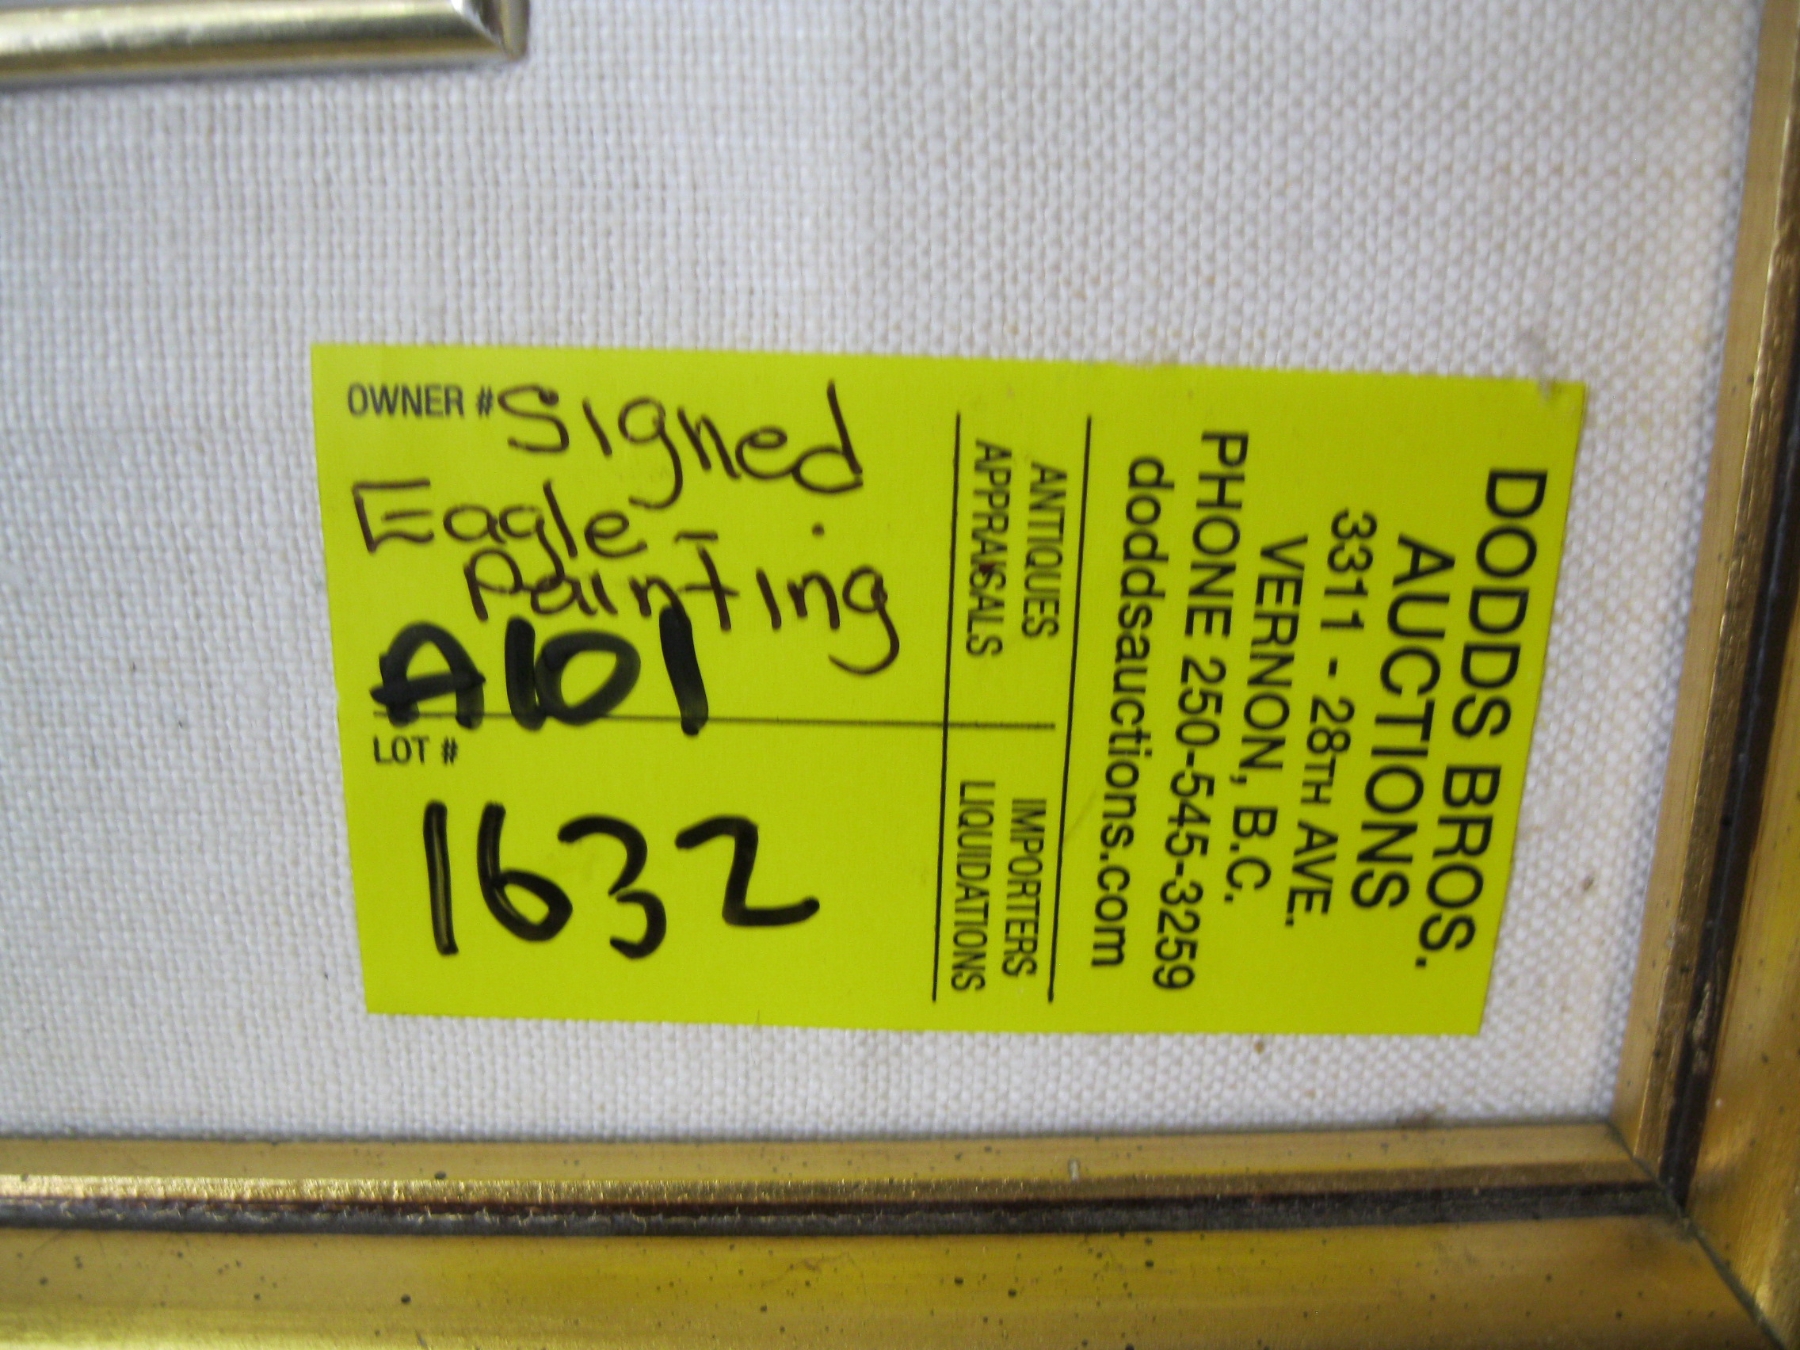 DODDS BROS.
AUCTIONS
3311 - 28TH AVE.
VERNON, B.C.
PHONE 250-545-3259
doddsauctions.com
ANTIQUES
APPRAISALS
IMPORTERS
LIQUIDATIONS
OWNER # Signed
Eagle
Painting
A101
LOT #
1632